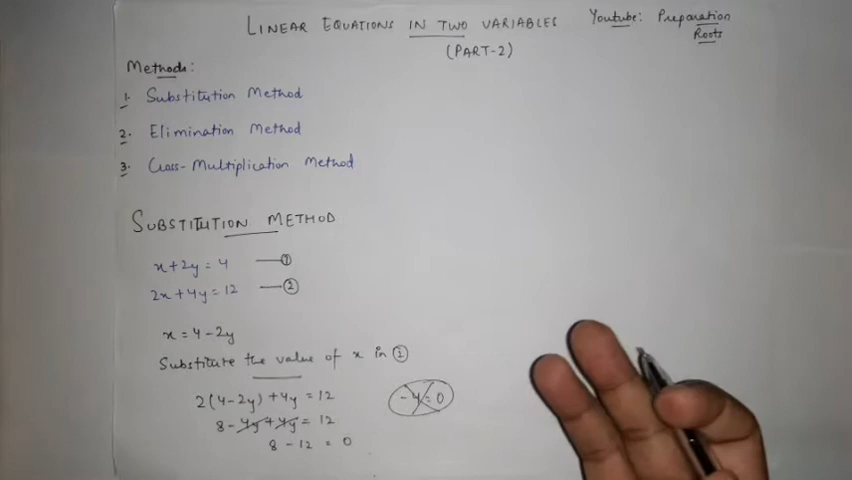 LINEAR EQUATIONS IN TWO VARIABLES
(PART-2)
Youtube: Preparation
Roots
Methods:
1. Substitution Method
2. Elimination Method
3. Cross-Multiplication Method
SUBSTITUTION METHOD
x+2y=4 —①
2x+4y=12 —②
x=4-2y
Substitute the value of x in ②
2(4-2y)+4y=12
8-4y+4y=12
8-12=0
-4=0